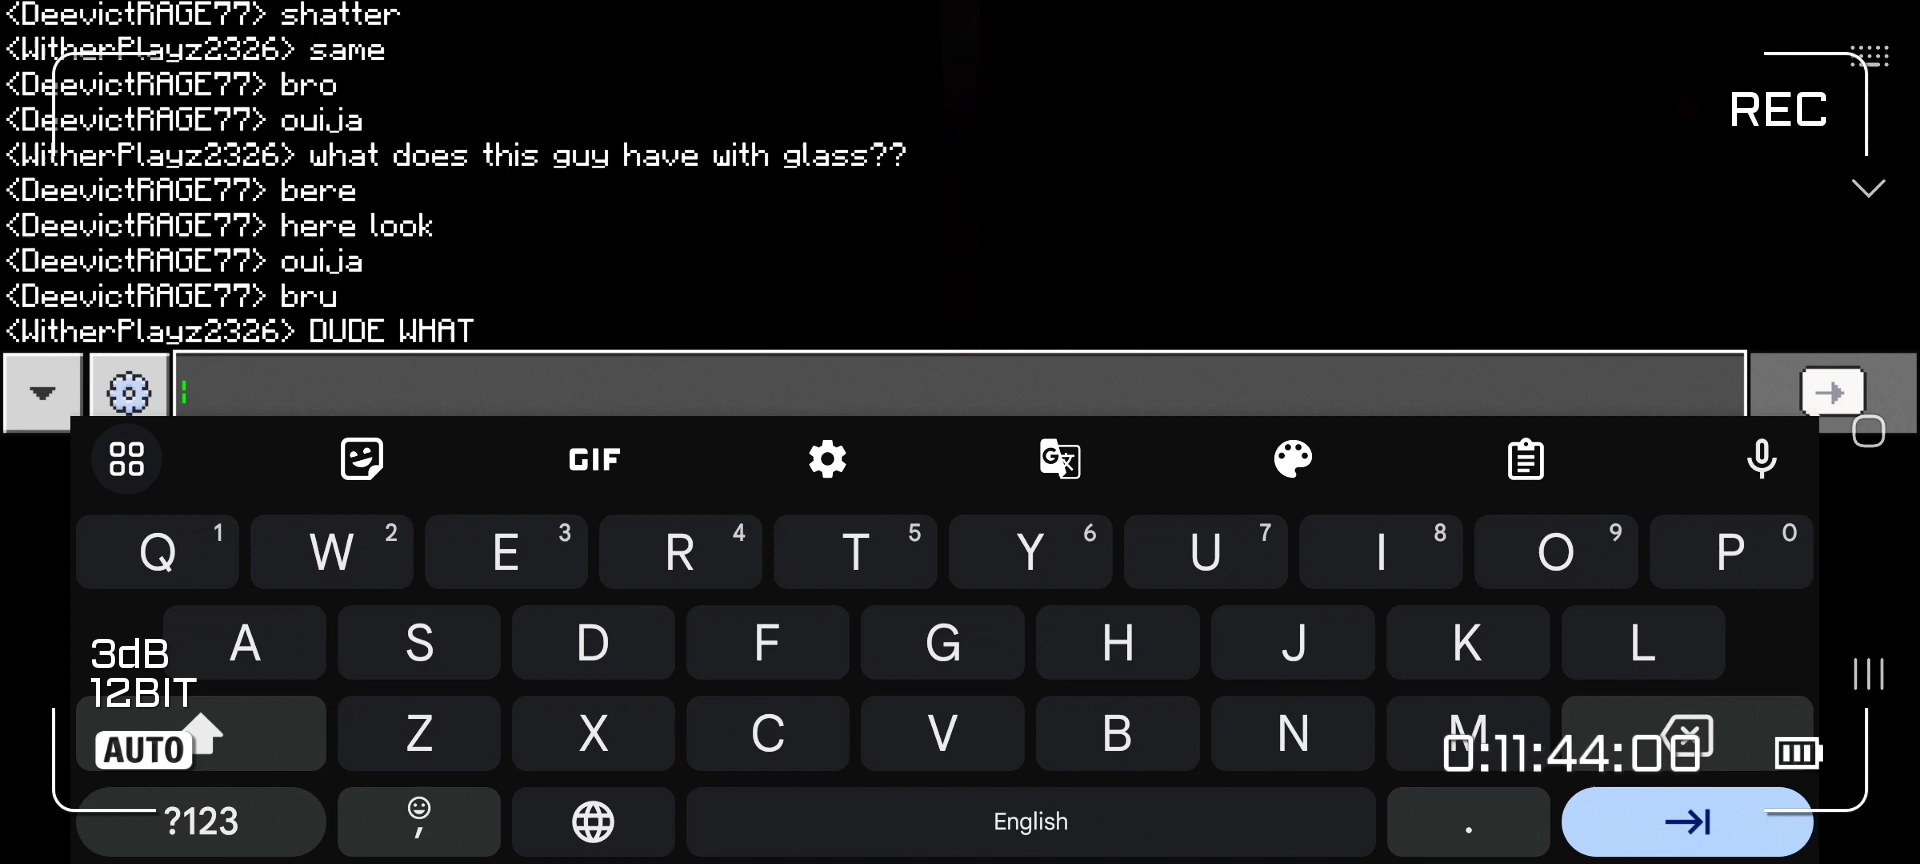 <DeevictRAGE77> shatter
<WitherPlayz2326> same
<DeevictRAGE77> bro
<DeevictRAGE77> ouija
<WitherPlayz2326> what does this guy have with glass??
<DeevictRAGE77> bere
<DeevictRAGE77> here look
<DeevictRAGE77> ouija
<DeevictRAGE77> bru
<WitherPlayz2326> DUDE WHAT
REC
GIF
Q 1 W 2 E 3 R 4 T 5 Y 6 U 7 I 8 O 9 P 0
A S D F G H J K L
3dB
12BIT
Z X C V B N M
AUTO
0:11:44:00
?123 , English .